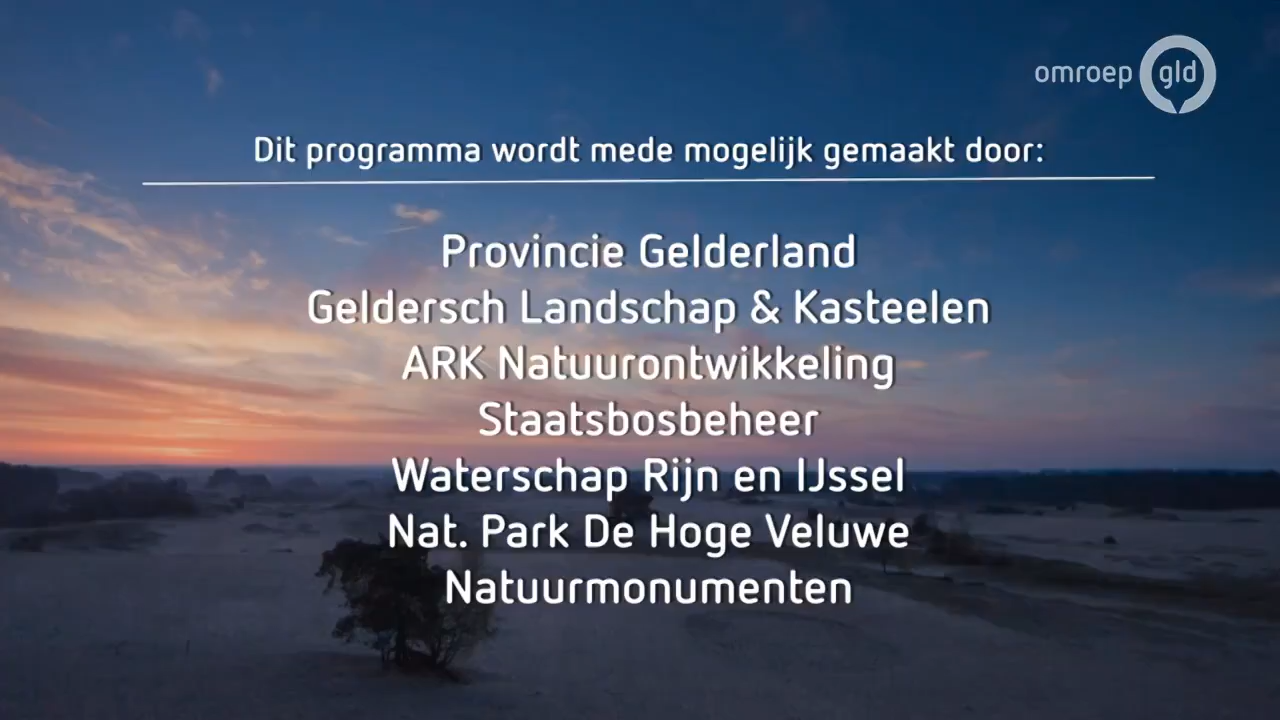 omroep gld
Dit programma wordt mede mogelijk gemaakt door:
Provincie Gelderland
Geldersch Landschap & Kasteelen
ARK Natuurontwikkeling
Staatsbosbeheer
Waterschap Rijn en IJssel
Nat. Park De Hoge Veluwe
Natuurmonumenten